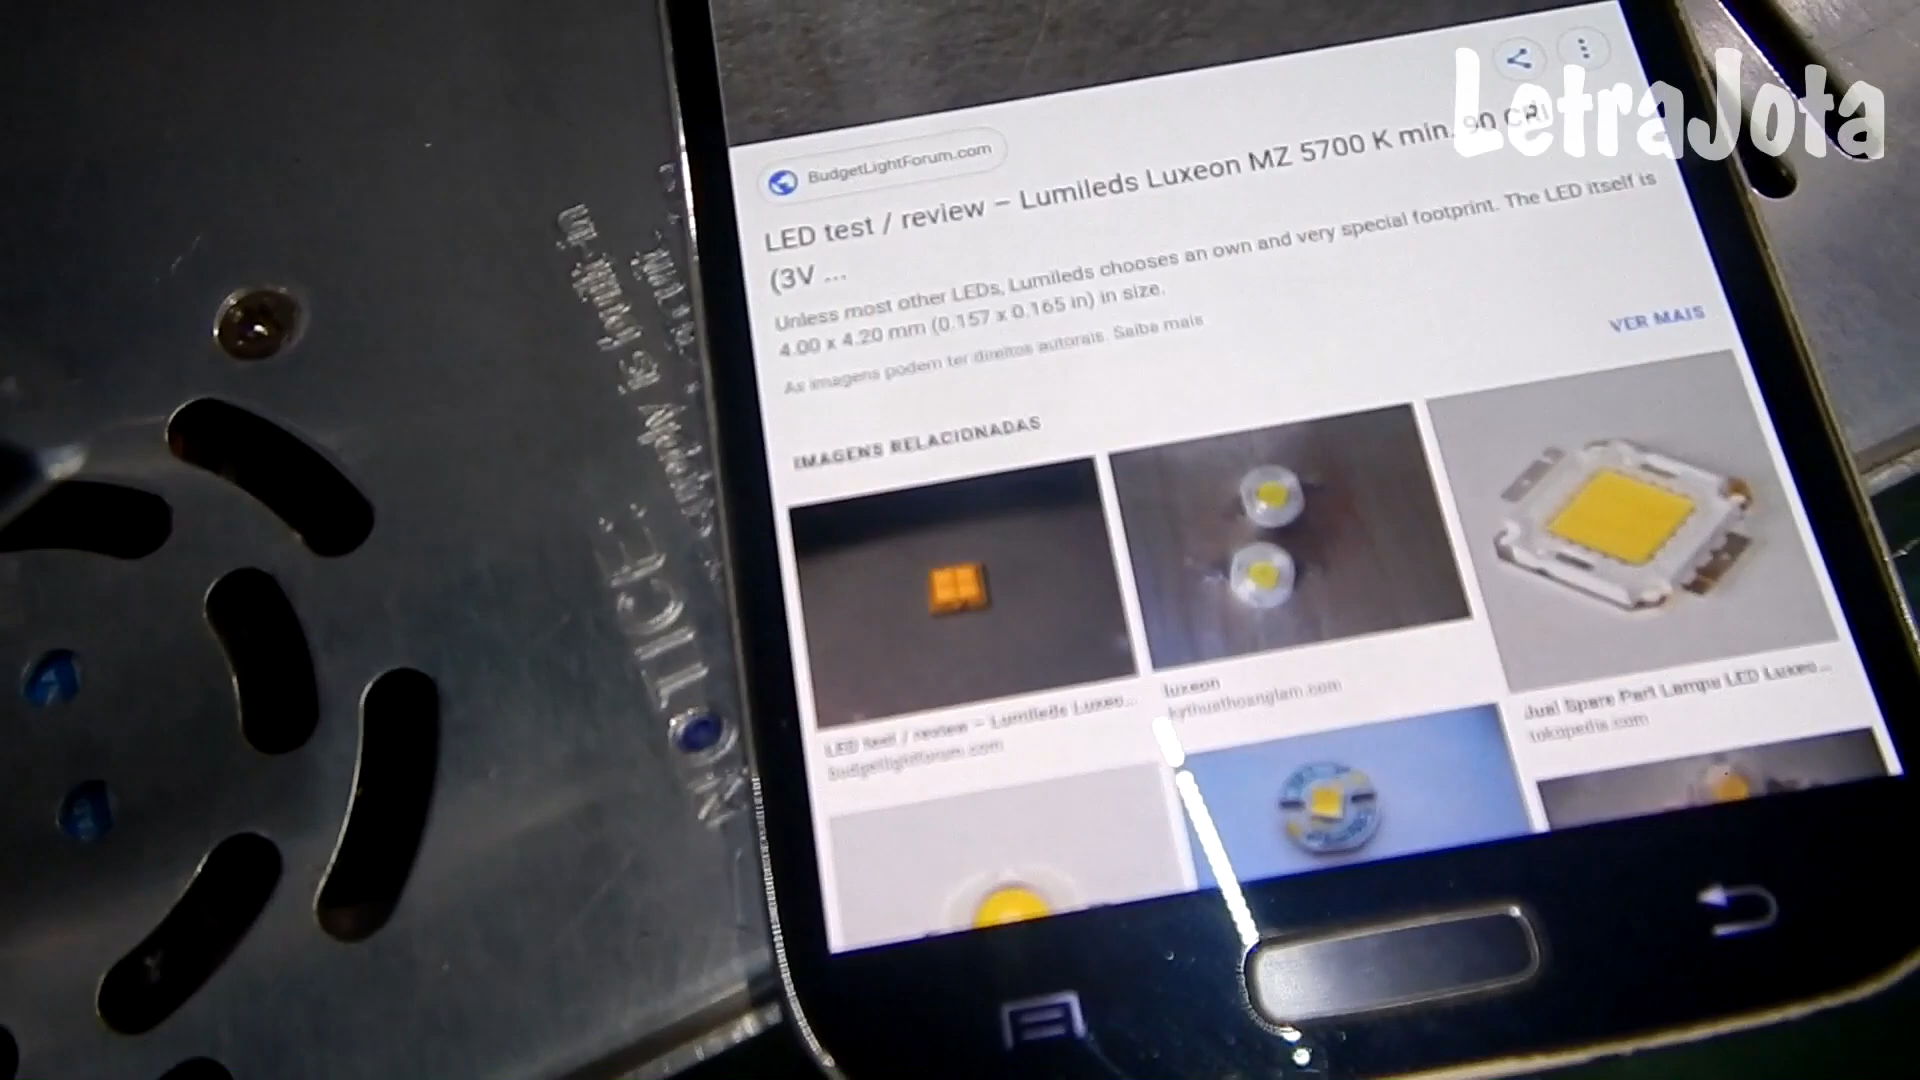 LetraJota
BudgetLightForum.com
LED test / review – Lumileds Luxeon MZ 5700 K min. 90 CRI
(3V ...
Unless most other LEDs, Lumileds chooses an own and very special footprint. The LED itself is
4.00 x 4.20 mm (0.157 x 0.165 in) in size.
As imagens podem ter direitos autorais. Saiba mais
VER MAIS
IMAGENS RELACIONADAS
LED test / review – Lumileds Luxeo...
budgetlightforum.com
luxeon
kythuathoanglam.com
Jual Spare Part Lampu LED Luxeo...
tokopedia.com